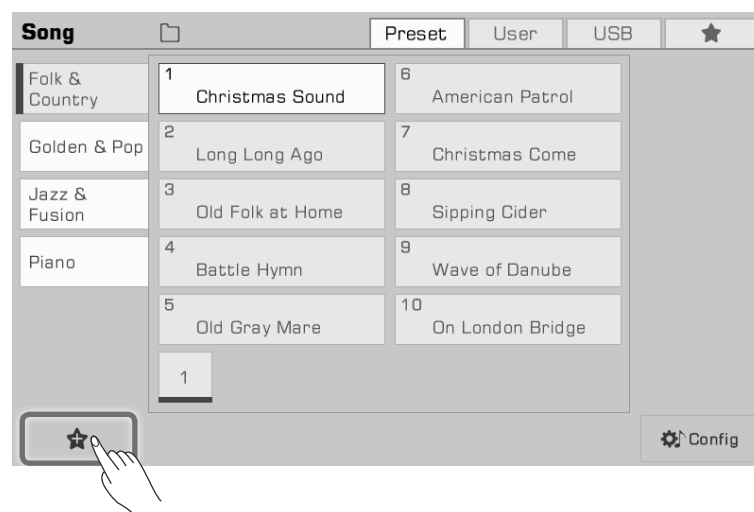 Song
Preset
User
USB
Folk &
Country
Golden & Pop
Jazz &
Fusion
Piano
1
Christmas Sound
2
Long Long Ago
3
Old Folk at Home
4
Battle Hymn
5
Old Gray Mare
6
American Patrol
7
Christmas Come
8
Sipping Cider
9
Wave of Danube
10
On London Bridge
1
Config